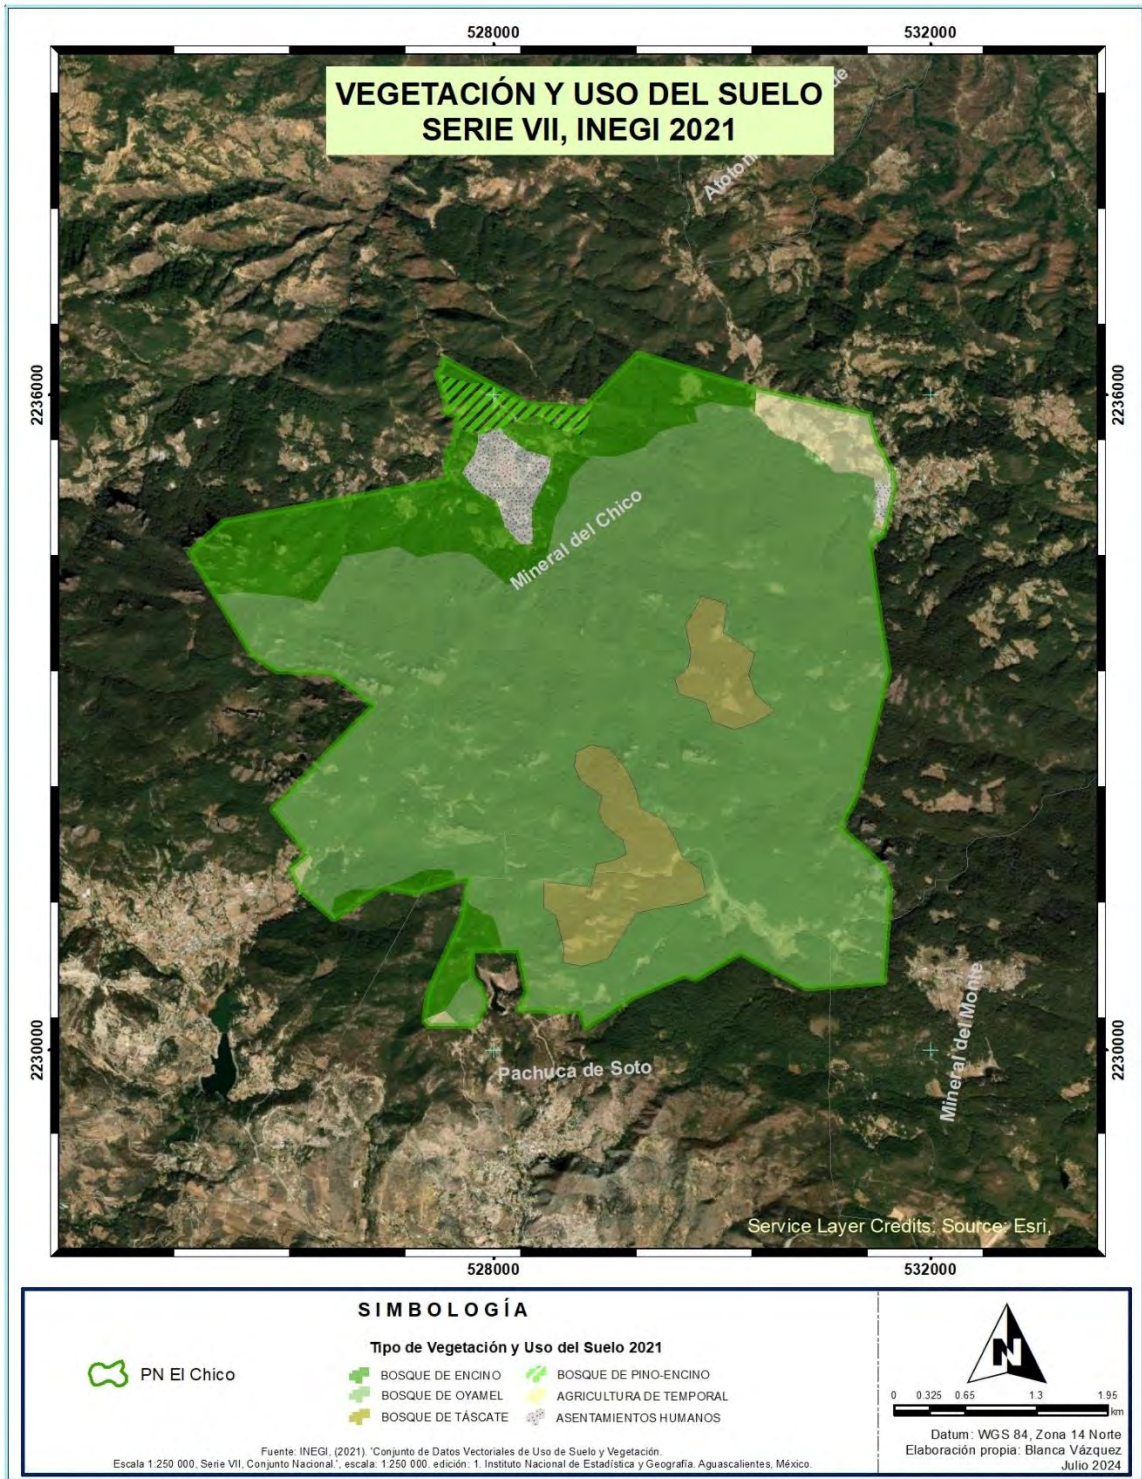 528000
532000
VEGETACIÓN Y USO DEL SUELO
SERIE VII, INEGI 2021
2236000
2236000
Mineral del Chico
2230000
2230000
Mineral del Monte
Pachuca de Soto
Service Layer Credits: Source: Esri,
528000
532000
SIMBOLOGÍA
Tipo de Vegetación y Uso del Suelo 2021
PN El Chico
BOSQUE DE ENCINO
BOSQUE DE PINO-ENCINO
BOSQUE DE OYAMEL
AGRICULTURA DE TEMPORAL
BOSQUE DE TÁSCATE
ASENTAMIENTOS HUMANOS
N
0 0.325 0.65 1.3 1.95
km
Datum: WGS 84, Zona 14 Norte
Elaboración propia: Blanca Vázquez
Julio 2024
Fuente: INEGI, (2021). 'Conjunto de Datos Vectoriales de Uso de Suelo y Vegetación.
Escala 1:250 000, Serie VII, Conjunto Nacional.', escala: 1:250 000. edición: 1. Instituto Nacional de Estadística y Geografía. Aguascalientes, México.